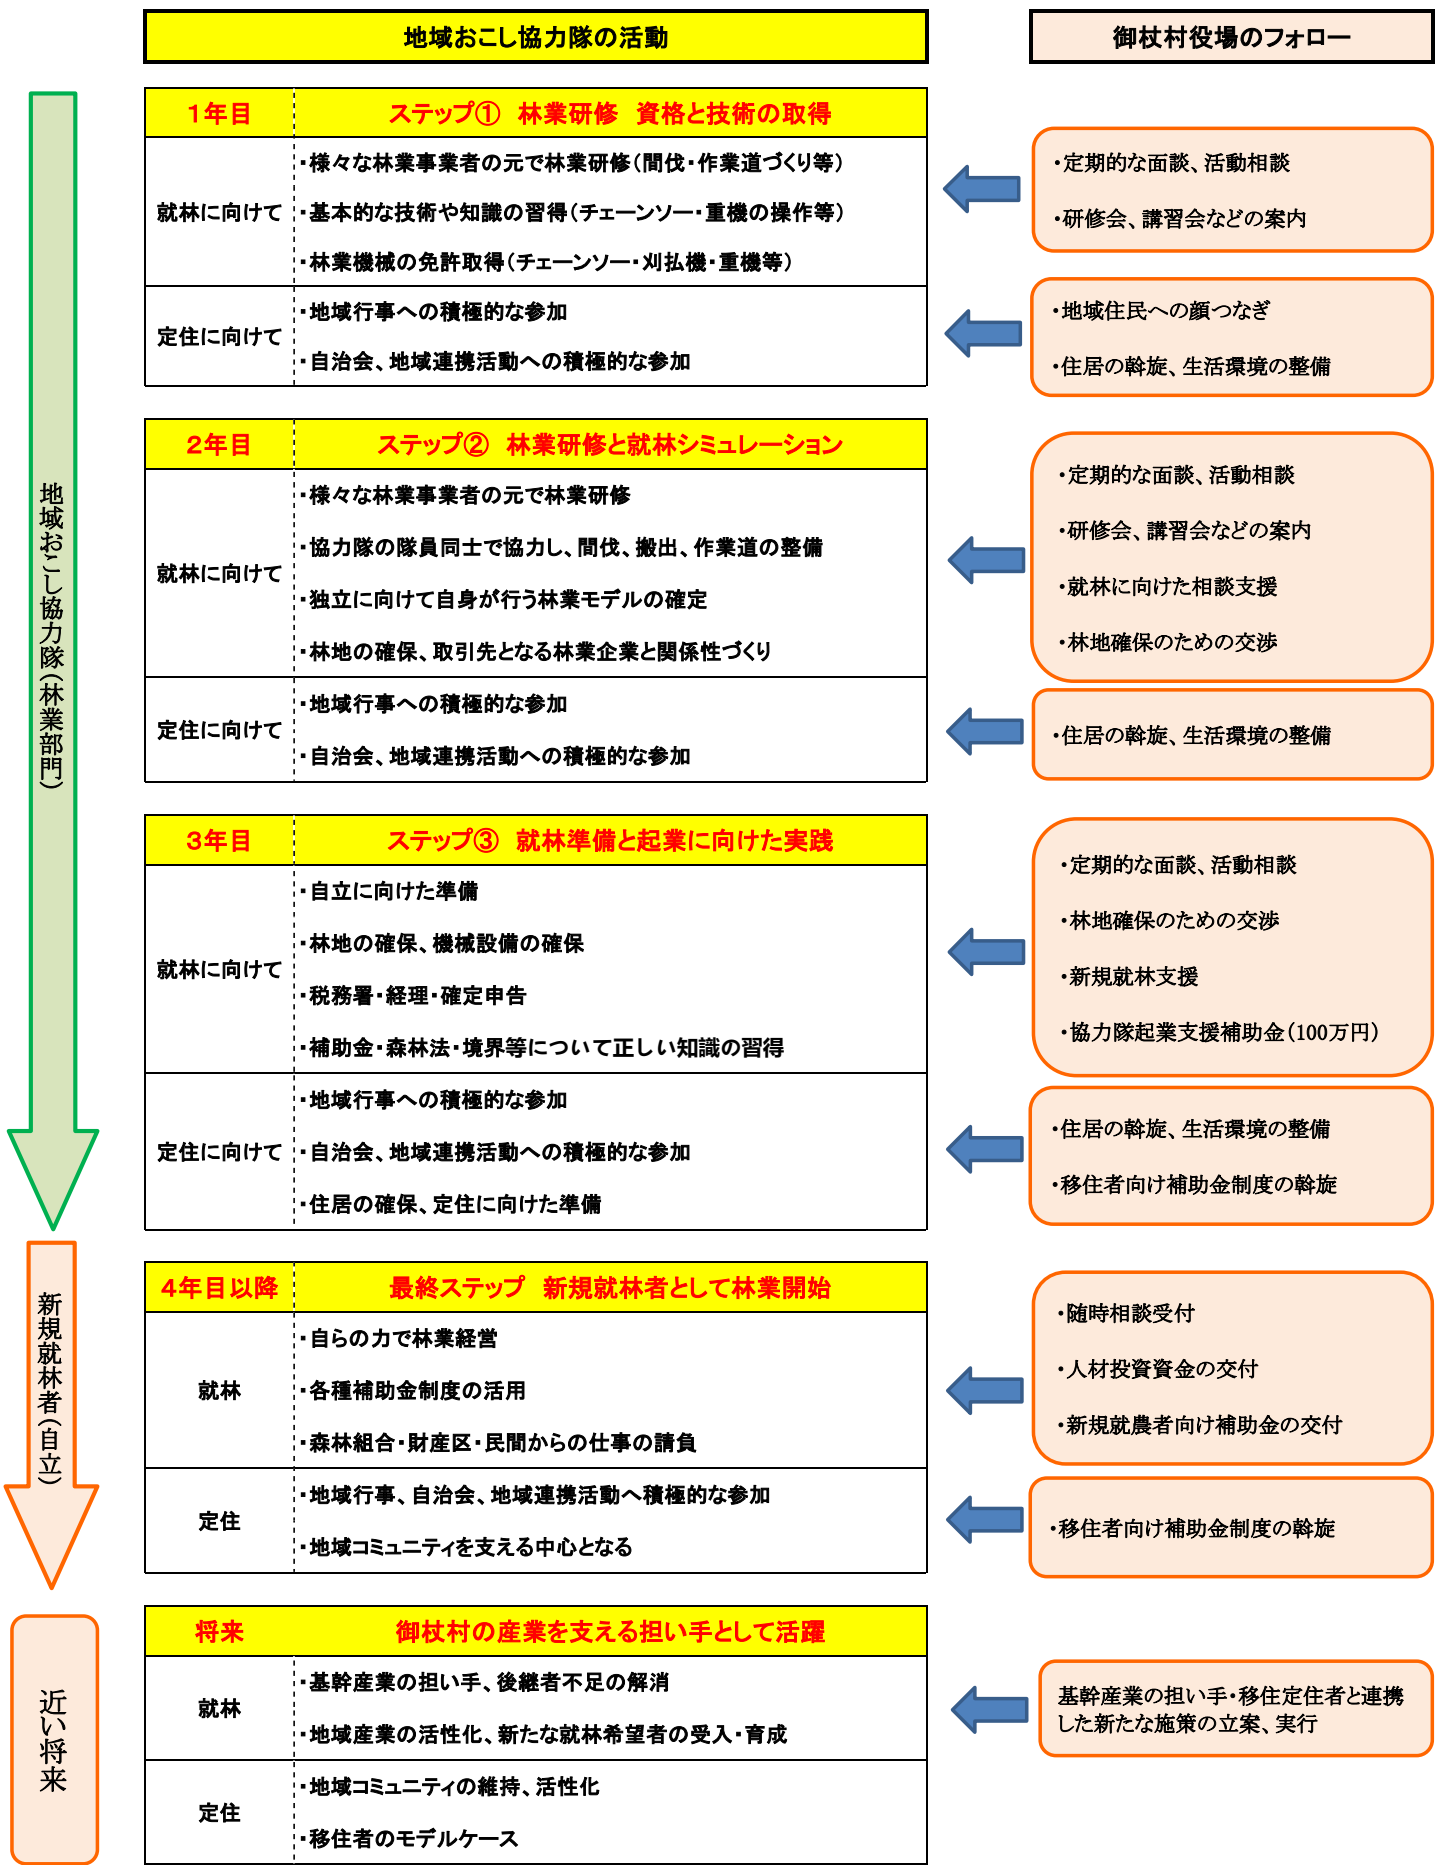 地域おこし協力隊の活動
御杖村役場のフォロー
地域おこし協力隊(林業部門)
１年目
ステップ①　林業研修　資格と技術の取得
就林に向けて
・様々な林業事業者の元で林業研修（間伐・作業道づくり等）
・基本的な技術や知識の習得（チェーンソー・重機の操作等）
・林業機械の免許取得（チェーンソー・刈払機・重機等）
・定期的な面談、活動相談
・研修会、講習会などの案内
定住に向けて
・地域行事への積極的な参加
・自治会、地域連携活動への積極的な参加
・地域住民への顔つなぎ
・住居の斡旋、生活環境の整備
２年目
ステップ②　林業研修と就林シミュレーション
就林に向けて
・様々な林業事業者の元で林業研修
・協力隊の隊員同士で協力し、間伐、搬出、作業道の整備
・独立に向けて自身が行う林業モデルの確定
・林地の確保、取引先となる林業企業と関係性づくり
・定期的な面談、活動相談
・研修会、講習会などの案内
・就林に向けた相談支援
・林地確保のための交渉
定住に向けて
・地域行事への積極的な参加
・自治会、地域連携活動への積極的な参加
・住居の斡旋、生活環境の整備
３年目
ステップ③　就林準備と起業に向けた実践
就林に向けて
・自立に向けた準備
・林地の確保、機械設備の確保
・税務署・経理・確定申告
・補助金・森林法・境界等について正しい知識の習得
・定期的な面談、活動相談
・林地確保のための交渉
・新規就林支援
・協力隊起業支援補助金（100万円）
定住に向けて
・地域行事への積極的な参加
・自治会、地域連携活動への積極的な参加
・住居の確保、定住に向けた準備
・住居の斡旋、生活環境の整備
・移住者向け補助金制度の斡旋
新規就林者(自立)
４年目以降
最終ステップ　新規就林者として林業開始
就林
・自らの力で林業経営
・各種補助金制度の活用
・森林組合・財産区・民間からの仕事の請負
・随時相談受付
・人材投資資金の交付
・新規就農者向け補助金の交付
定住
・地域行事、自治会、地域連携活動へ積極的な参加
・地域コミュニティを支える中心となる
・移住者向け補助金制度の斡旋
近い将来
将来
御杖村の産業を支える担い手として活躍
就林
・基幹産業の担い手、後継者不足の解消
・地域産業の活性化、新たな就林希望者の受入・育成
基幹産業の担い手・移住定住者と連携
した新たな施策の立案、実行
定住
・地域コミュニティの維持、活性化
・移住者のモデルケース